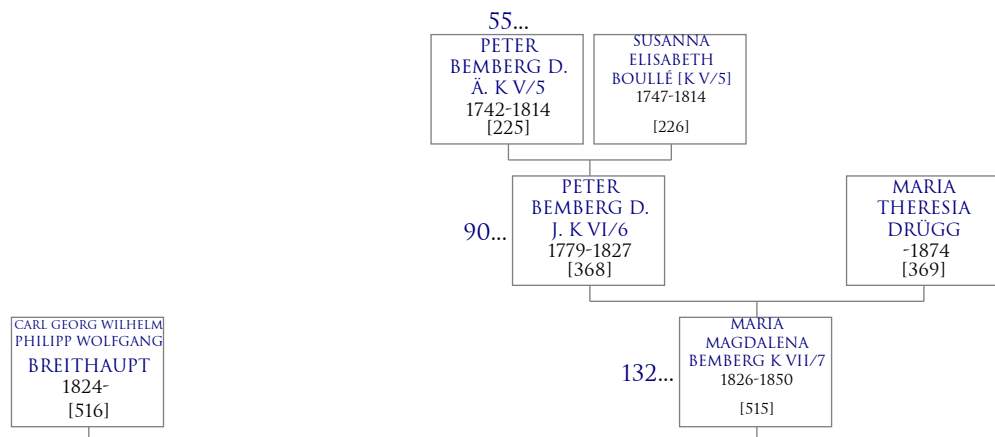 55...
PETER
BEMBERG D.
Ä. K V/5
1742-1814
[225]
SUSANNA
ELISABETH
BOULLÉ [K V/5]
1747-1814
[226]
PETER
BEMBERG D.
J. K VI/6
1779-1827
[368]
90...
MARIA
THERESIA
DRÜGG
-1874
[369]
CARL GEORG WILHELM
PHILIPP WOLFGANG
BREITHAUPT
1824-
[516]
132...
MARIA
MAGDALENA
BEMBERG K VII/7
1826-1850
[515]